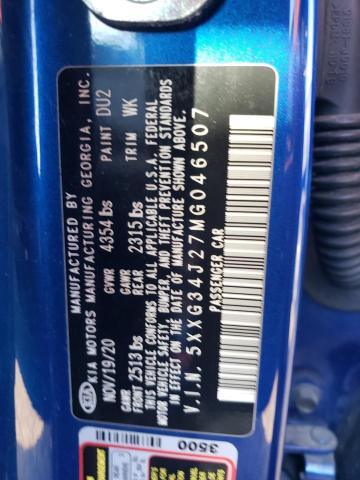 KIA
MANUFACTURED BY
KIA MOTORS MANUFACTURING GEORGIA, INC.
NOV/19/20 GVWR 4354 lbs PAINT DU2
GAWR FRONT 2513 lbs GAWR REAR 2315 lbs TRIM WK
THIS VEHICLE CONFORMS TO ALL APPLICABLE U.S.A. FEDERAL
MOTOR VEHICLE SAFETY, BUMPER, AND THEFT PREVENTION STANDARDS
IN EFFECT ON THE DATE OF MANUFACTURE SHOWN ABOVE.
V.I.N. 5XXG34J27MG046507
PASSENGER CAR
3500